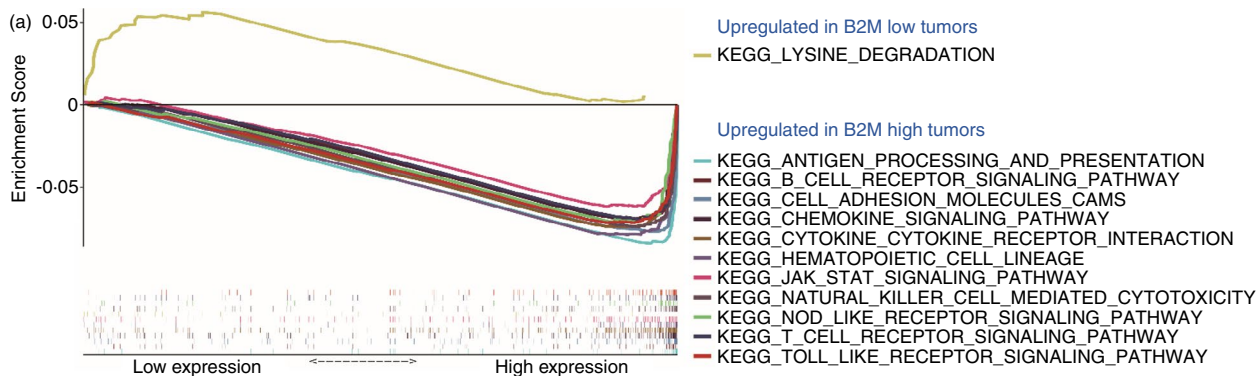 (a)
0·05
0
-0.05
Enrichment Score
Low expression
High expression
Upregulated in B2M low tumors
KEGG_LYSINE_DEGRADATION
Upregulated in B2M high tumors
KEGG_ANTIGEN_PROCESSING_AND_PRESENTATION
KEGG_B_CELL_RECEPTOR_SIGNALING_PATHWAY
KEGG_CELL_ADHESION_MOLECULES_CAMS
KEGG_CHEMOKINE_SIGNALING_PATHWAY
KEGG_CYTOKINE_CYTOKINE_RECEPTOR_INTERACTION
KEGG_HEMATOPOIETIC_CELL_LINEAGE
KEGG_JAK_STAT_SIGNALING_PATHWAY
KEGG_NATURAL_KILLER_CELL_MEDIATED_CYTOTOXICITY
KEGG_NOD_LIKE_RECEPTOR_SIGNALING_PATHWAY
KEGG_T_CELL_RECEPTOR_SIGNALING_PATHWAY
KEGG_TOLL_LIKE_RECEPTOR_SIGNALING_PATHWAY